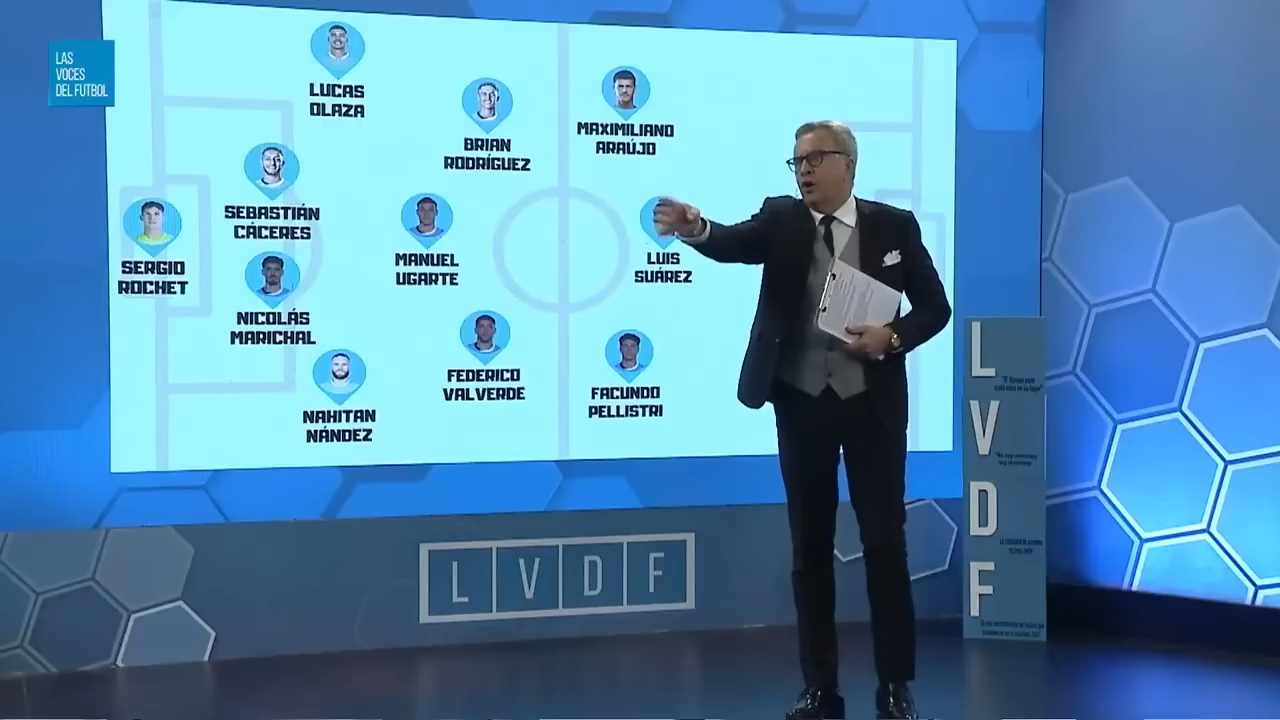 LAS
VOCES
DEL FUTBOL
LUCAS
OLAZA
BRIAN
RODRÍGUEZ
MAXIMILIANO
ARAÚJO
SEBASTIÁN
CÁCERES
SERGIO
ROCHET
MANUEL
UGARTE
LUIS
SUÁREZ
NICOLÁS
MARICHAL
FEDERICO
VALVERDE
FACUNDO
PELLISTRI
NAHITAN
NÁNDEZ
L V D F
L
V
D
F